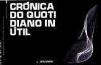 CRÓNICA
DO QUOTI
DIANO IN
ÚTIL